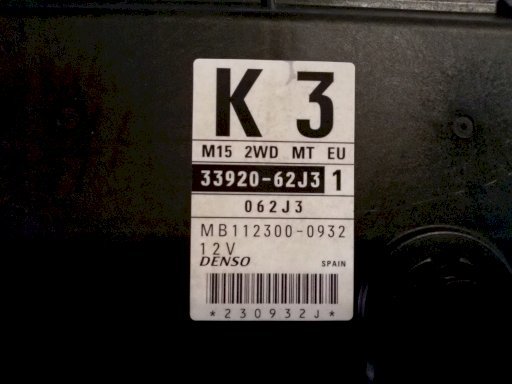 K 3
M15 2WD MT EU
33920-62J3 1
062J3
MB112300-0932
12V
DENSO SPAIN
*230932J*